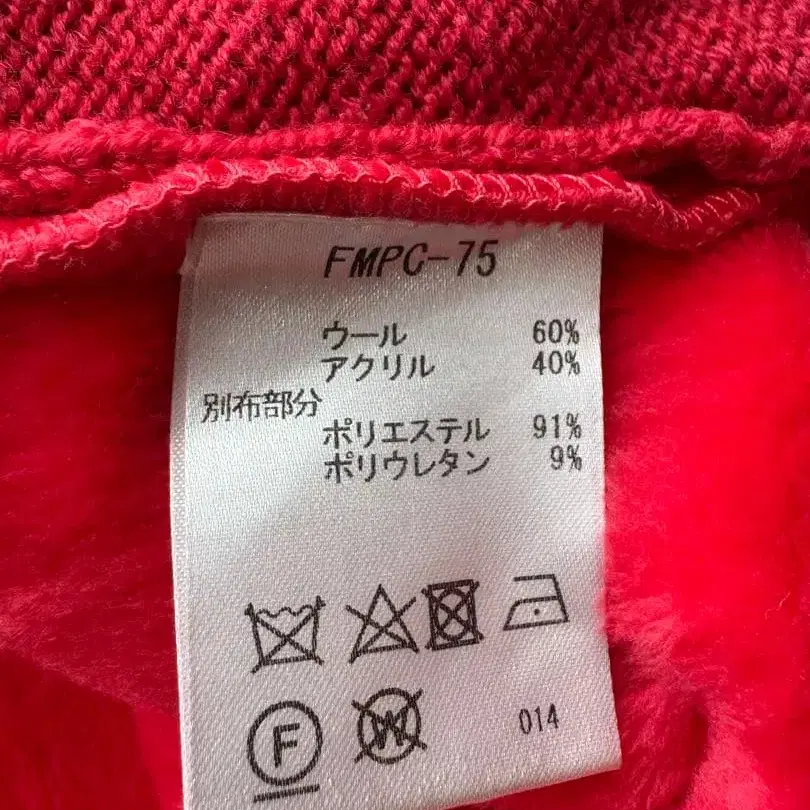 FMPC-75
ウール 60%
アクリル 40%
別布部分
ポリエステル 91%
ポリウレタン 9%
F W 014